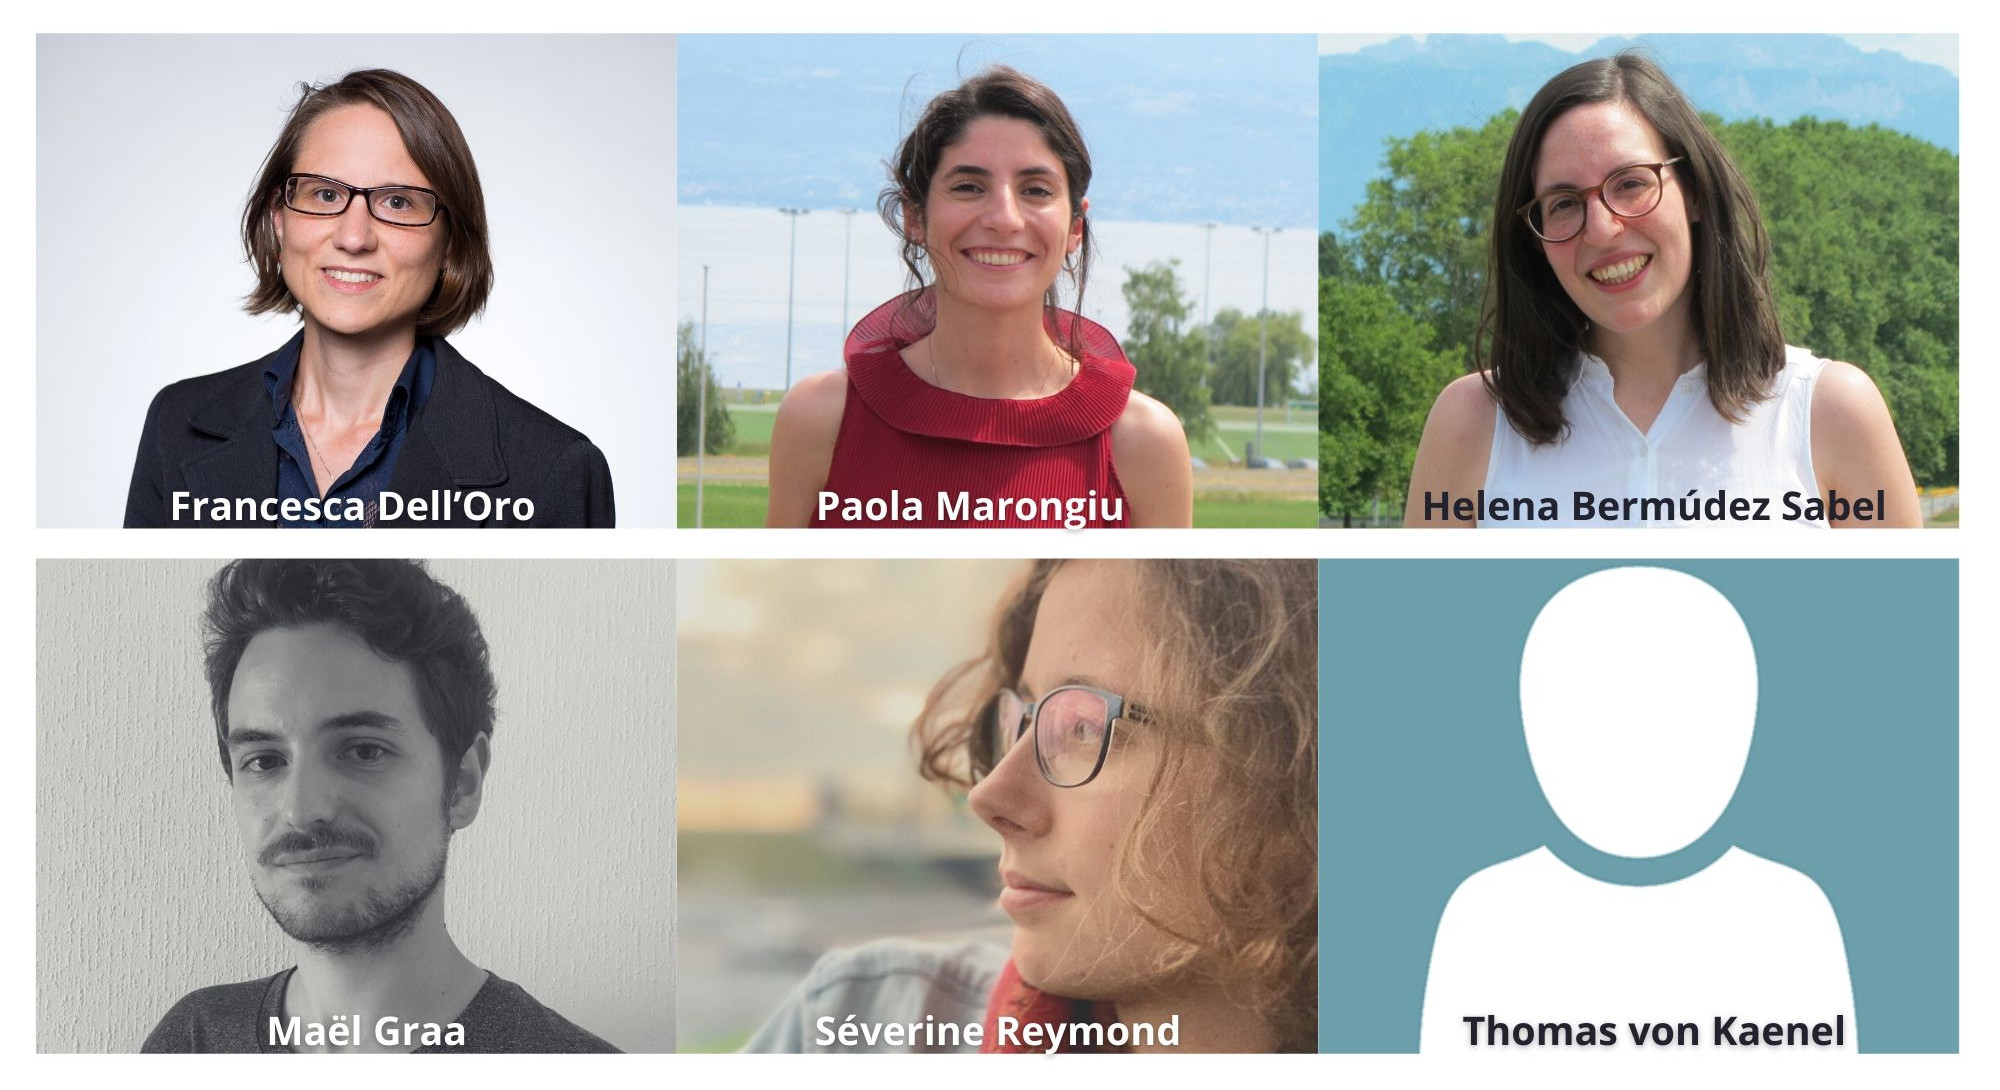 Francesca Dell’Oro
Paola Marongiu
Helena Bermúdez Sabel
Maël Graa
Séverine Reymond
Thomas von Kaenel